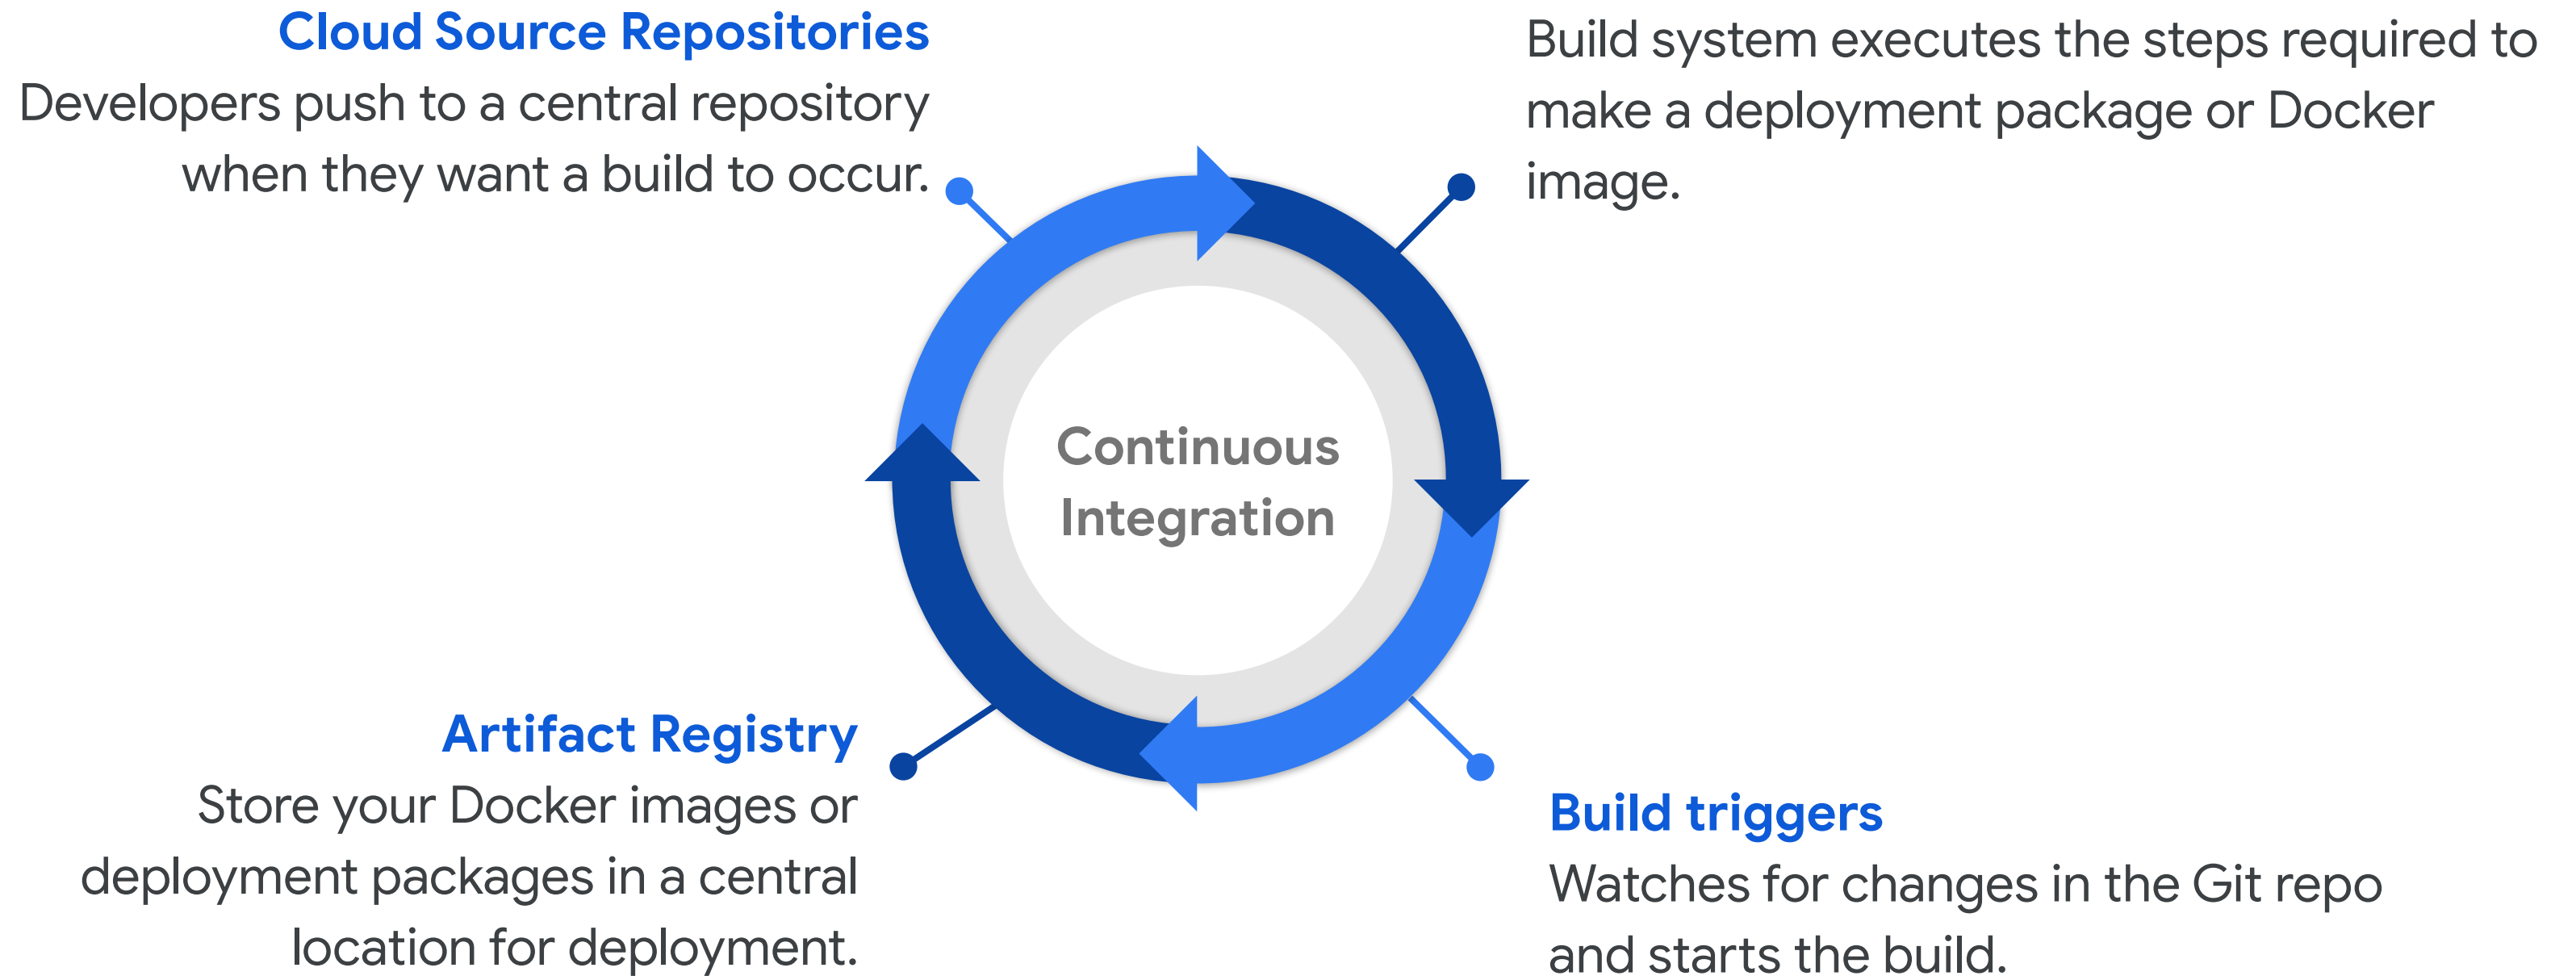 Cloud Source Repositories
Developers push to a central repository
when they want a build to occur.
Build system executes the steps required to
make a deployment package or Docker
image.
Continuous
Integration
Artifact Registry
Store your Docker images or
deployment packages in a central
location for deployment.
Build triggers
Watches for changes in the Git repo
and starts the build.